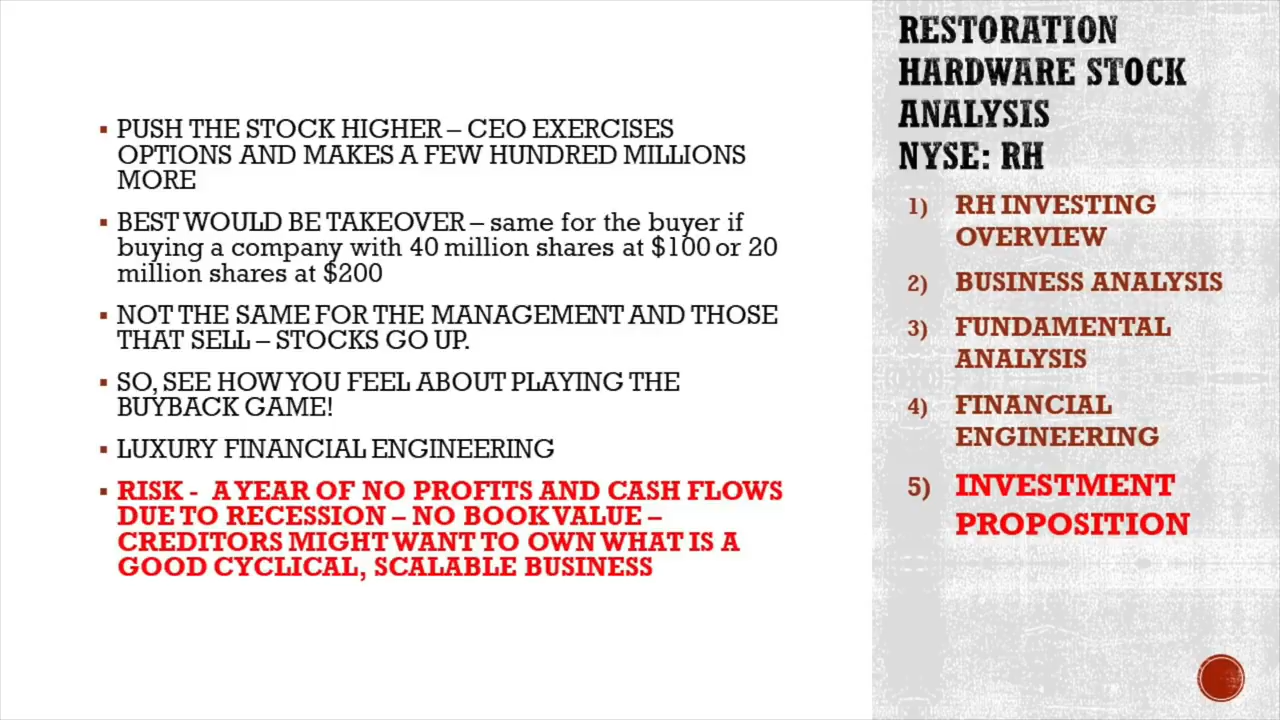 ▪ PUSH THE STOCK HIGHER – CEO EXERCISES
OPTIONS AND MAKES A FEW HUNDRED MILLIONS
MORE
▪ BEST WOULD BE TAKEOVER – same for the buyer if
buying a company with 40 million shares at $100 or 20
million shares at $200
▪ NOT THE SAME FOR THE MANAGEMENT AND THOSE
THAT SELL – STOCKS GO UP.
▪ SO, SEE HOW YOU FEEL ABOUT PLAYING THE
BUYBACK GAME!
▪ LUXURY FINANCIAL ENGINEERING
▪ RISK - A YEAR OF NO PROFITS AND CASH FLOWS
DUE TO RECESSION – NO BOOK VALUE –
CREDITORS MIGHT WANT TO OWN WHAT IS A
GOOD CYCLICAL, SCALABLE BUSINESS
RESTORATION
HARDWARE STOCK
ANALYSIS
NYSE: RH
1) RH INVESTING
OVERVIEW
2) BUSINESS ANALYSIS
3) FUNDAMENTAL
ANALYSIS
4) FINANCIAL
ENGINEERING
5) INVESTMENT
PROPOSITION